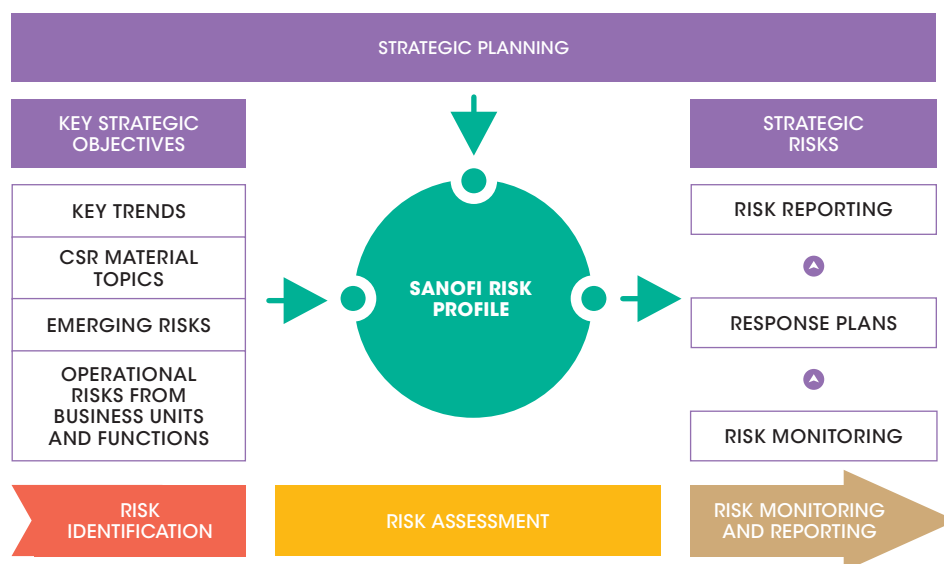 STRATEGIC PLANNING
KEY STRATEGIC
OBJECTIVES
KEY TRENDS
CSR MATERIAL
TOPICS
EMERGING RISKS
OPERATIONAL
RISKS FROM
BUSINESS UNITS
AND FUNCTIONS
SANOFI RISK
PROFILE
STRATEGIC
RISKS
RISK REPORTING
RESPONSE PLANS
RISK MONITORING
RISK
IDENTIFICATION
RISK ASSESSMENT
RISK MONITORING
AND REPORTING